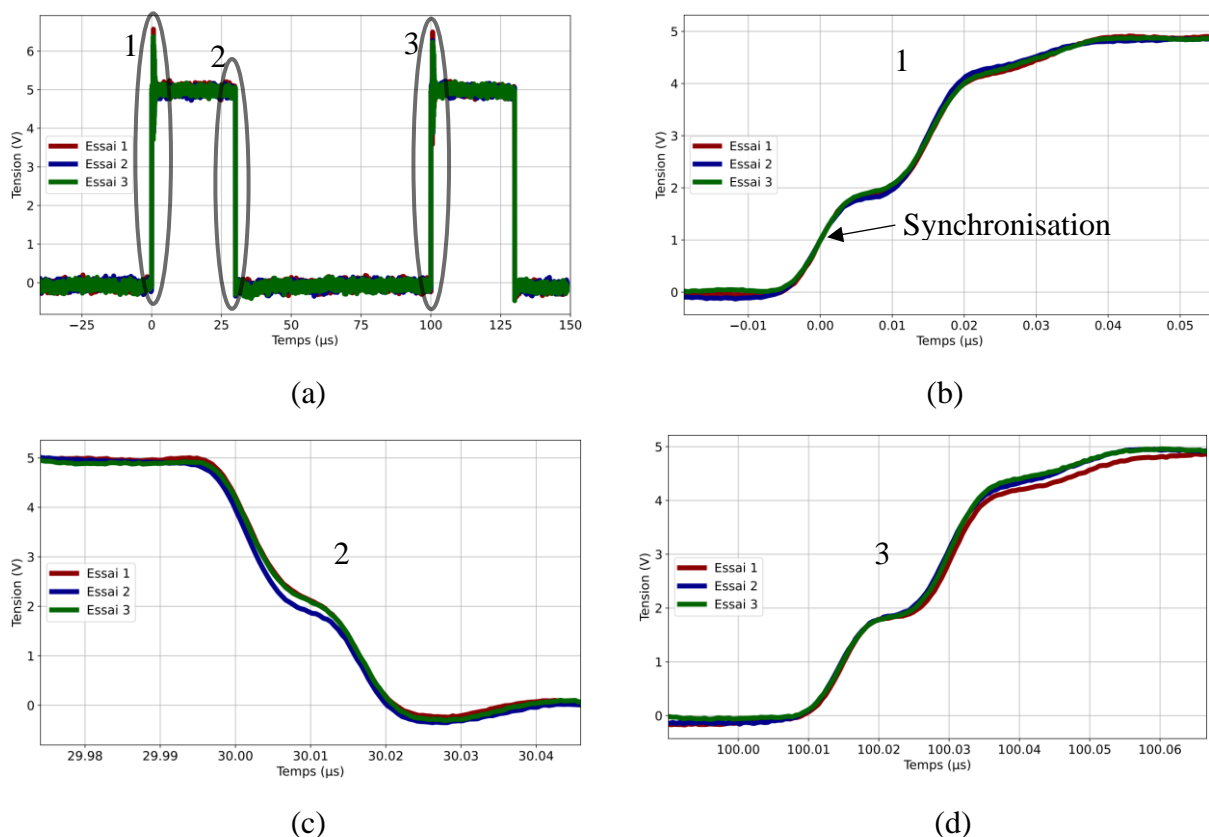 1
2
3
6
5
4
3
2
1
0
Tension (V)
Essai 1
Essai 2
Essai 3
−25 0 25 50 75 100 125 150
Temps (µs)
(a)
1
5
4
3
2
1
0
Tension (V)
Essai 1
Essai 2
Essai 3
Synchronisation
−0.01 0.00 0.01 0.02 0.03 0.04 0.05
Temps (µs)
(b)
5
4
3
2
1
0
Tension (V)
2
Essai 1
Essai 2
Essai 3
29.98 29.99 30.00 30.01 30.02 30.03 30.04
Temps (µs)
(c)
5
4
3
2
1
0
Tension (V)
3
Essai 1
Essai 2
Essai 3
100.00 100.01 100.02 100.03 100.04 100.05 100.06
Temps (µs)
(d)